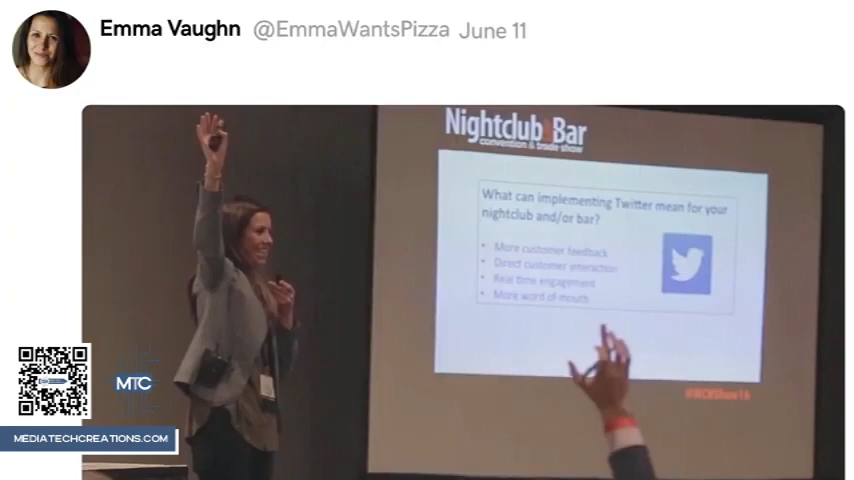 Emma Vaughn @EmmaWantsPizza June 11
Nightclub&Bar
convention & trade show
What can implementing Twitter mean for your
nightclub and/or bar?
• More customer feedback
• Direct customer interaction
• Real time engagement
• More word of mouth
#NCBShow16
MTC
MEDIATECHCREATIONS.COM